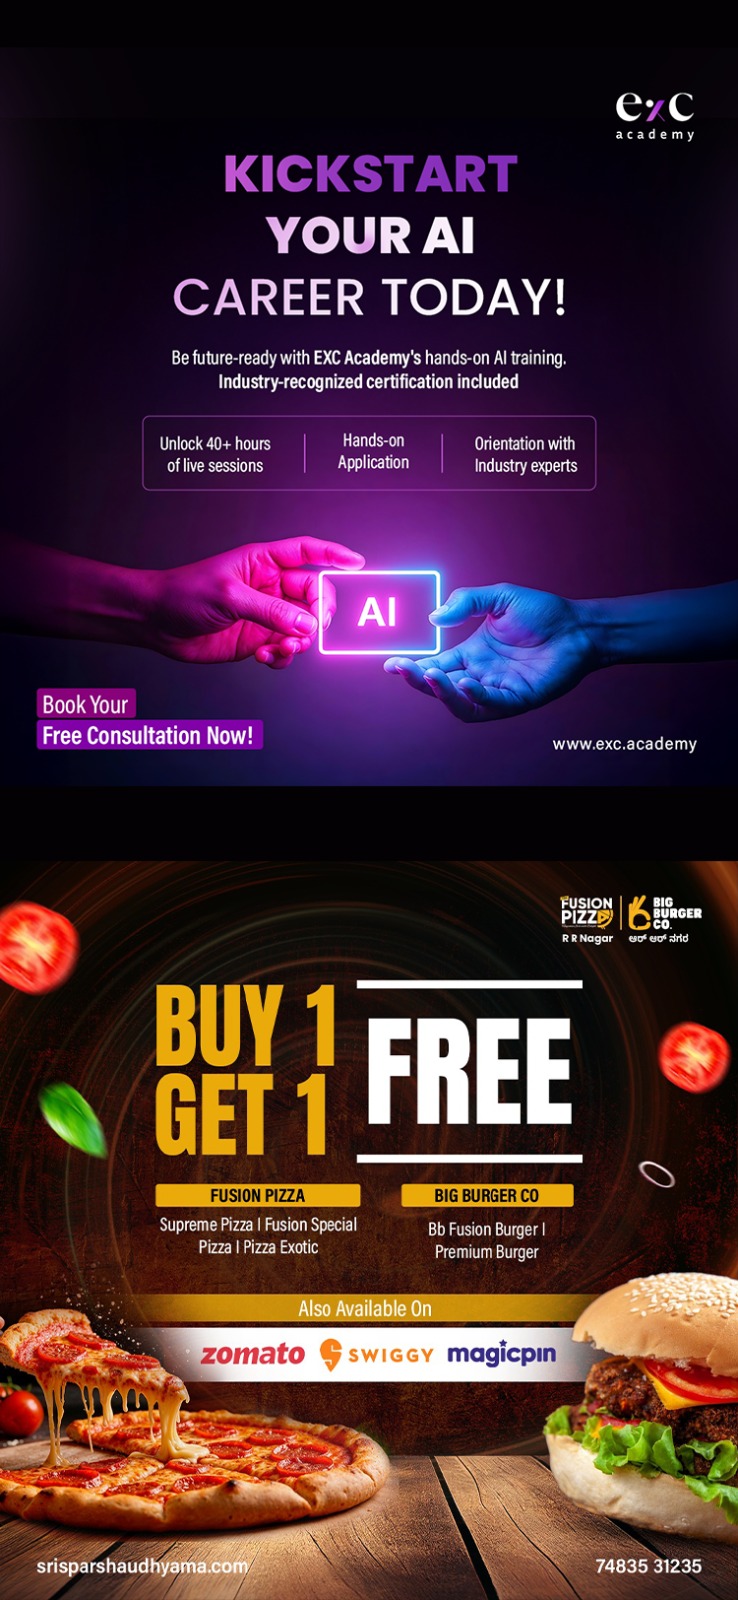 exc
academy
KICKSTART
YOUR AI
CAREER TODAY!
Be future-ready with EXC Academy's hands-on AI training.
Industry-recognized certification included
Unlock 40+ hours
of live sessions
Hands-on
Application
Orientation with
Industry experts
AI
Book Your
Free Consultation Now!
www.exc.academy
FUSION
PIZZ
R R Nagar
BIG
BURGER
CO.
ಆರ್ ಆರ್ ನಗರ
BUY 1
GET 1
FREE
FUSION PIZZA
Supreme Pizza | Fusion Special
Pizza | Pizza Exotic
BIG BURGER CO
Bb Fusion Burger |
Premium Burger
Also Available On
zomato
SWIGGY
magicpin
srisparshaudhyama.com
74835 31235